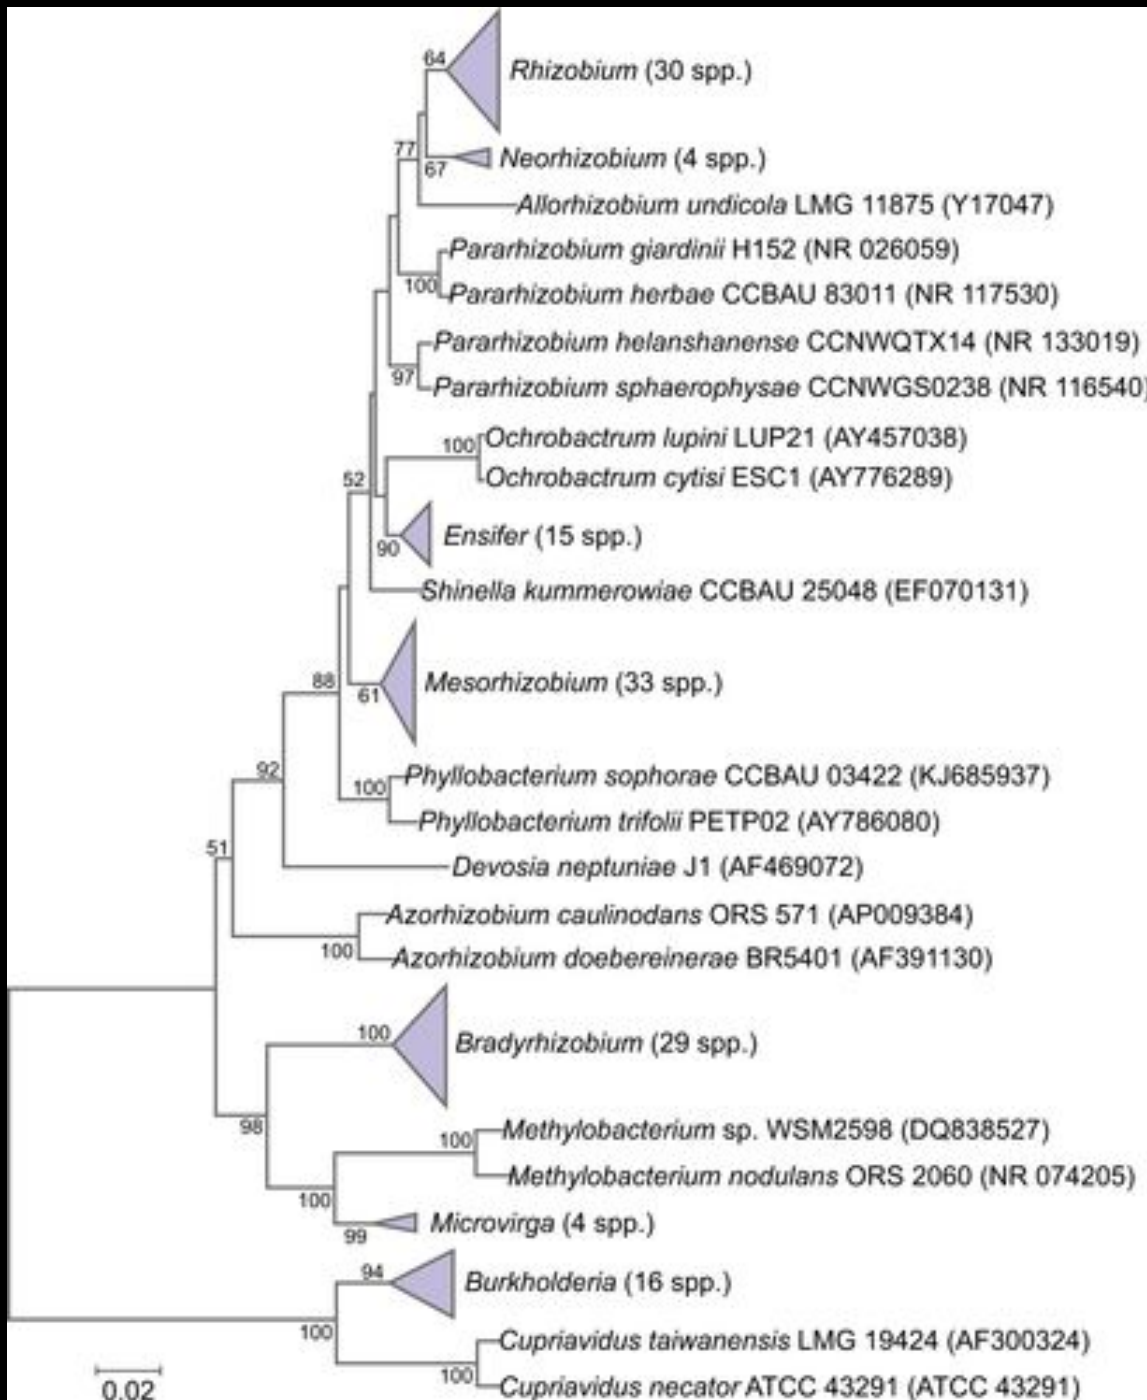 64
Rhizobium (30 spp.)
77
67
Neorhizobium (4 spp.)
Allorhizobium undicola LMG 11875 (Y17047)
Pararhizobium giardinii H152 (NR 026059)
100
Pararhizobium herbae CCBAU 83011 (NR 117530)
Pararhizobium helanshanense CCNWQTX14 (NR 133019)
97
Pararhizobium sphaerophysae CCNWGS0238 (NR 116540)
100
Ochrobactrum lupini LUP21 (AY457038)
Ochrobactrum cytisi ESC1 (AY776289)
52
90
Ensifer (15 spp.)
Shinella kummerowiae CCBAU 25048 (EF070131)
88
61
Mesorhizobium (33 spp.)
92
100
Phyllobacterium sophorae CCBAU 03422 (KJ685937)
Phyllobacterium trifolii PETP02 (AY786080)
51
Devosia neptuniae J1 (AF469072)
Azorhizobium caulinodans ORS 571 (AP009384)
100
Azorhizobium doebereinerae BR5401 (AF391130)
100
Bradyrhizobium (29 spp.)
98
100
Methylobacterium sp. WSM2598 (DQ838527)
Methylobacterium nodulans ORS 2060 (NR 074205)
100
99
Microvirga (4 spp.)
94
Burkholderia (16 spp.)
100
Cupriavidus taiwanensis LMG 19424 (AF300324)
100
Cupriavidus necator ATCC 43291 (ATCC 43291)
0.02